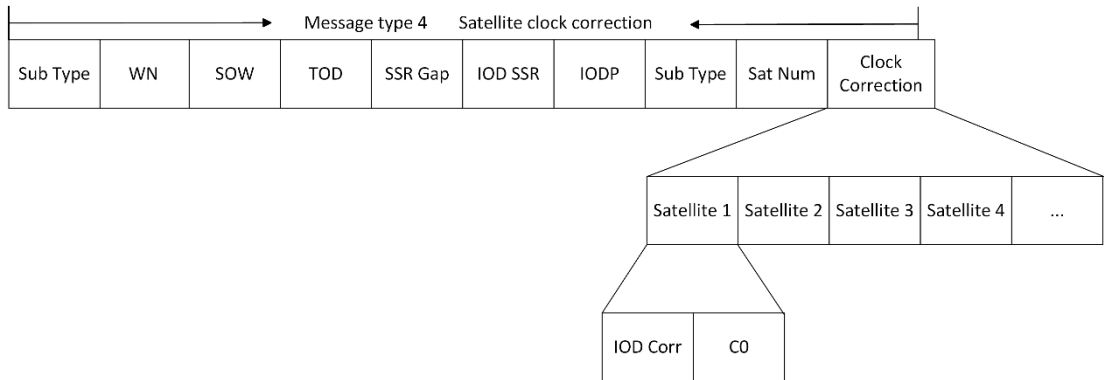 Message type 4 Satellite clock correction
Sub Type
WN
SOW
TOD
SSR Gap
IOD SSR
IODP
Sub Type
Sat Num
Clock
Correction
Satellite 1
Satellite 2
Satellite 3
Satellite 4
...
IOD Corr
C0